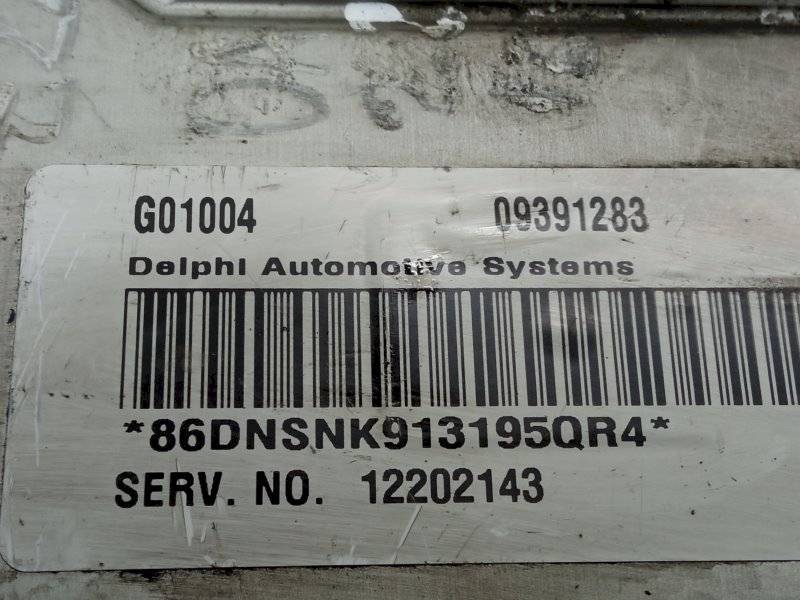 G01004 09391283
Delphi Automotive Systems
*86DNSNK913195QR4*
SERV. NO. 12202143